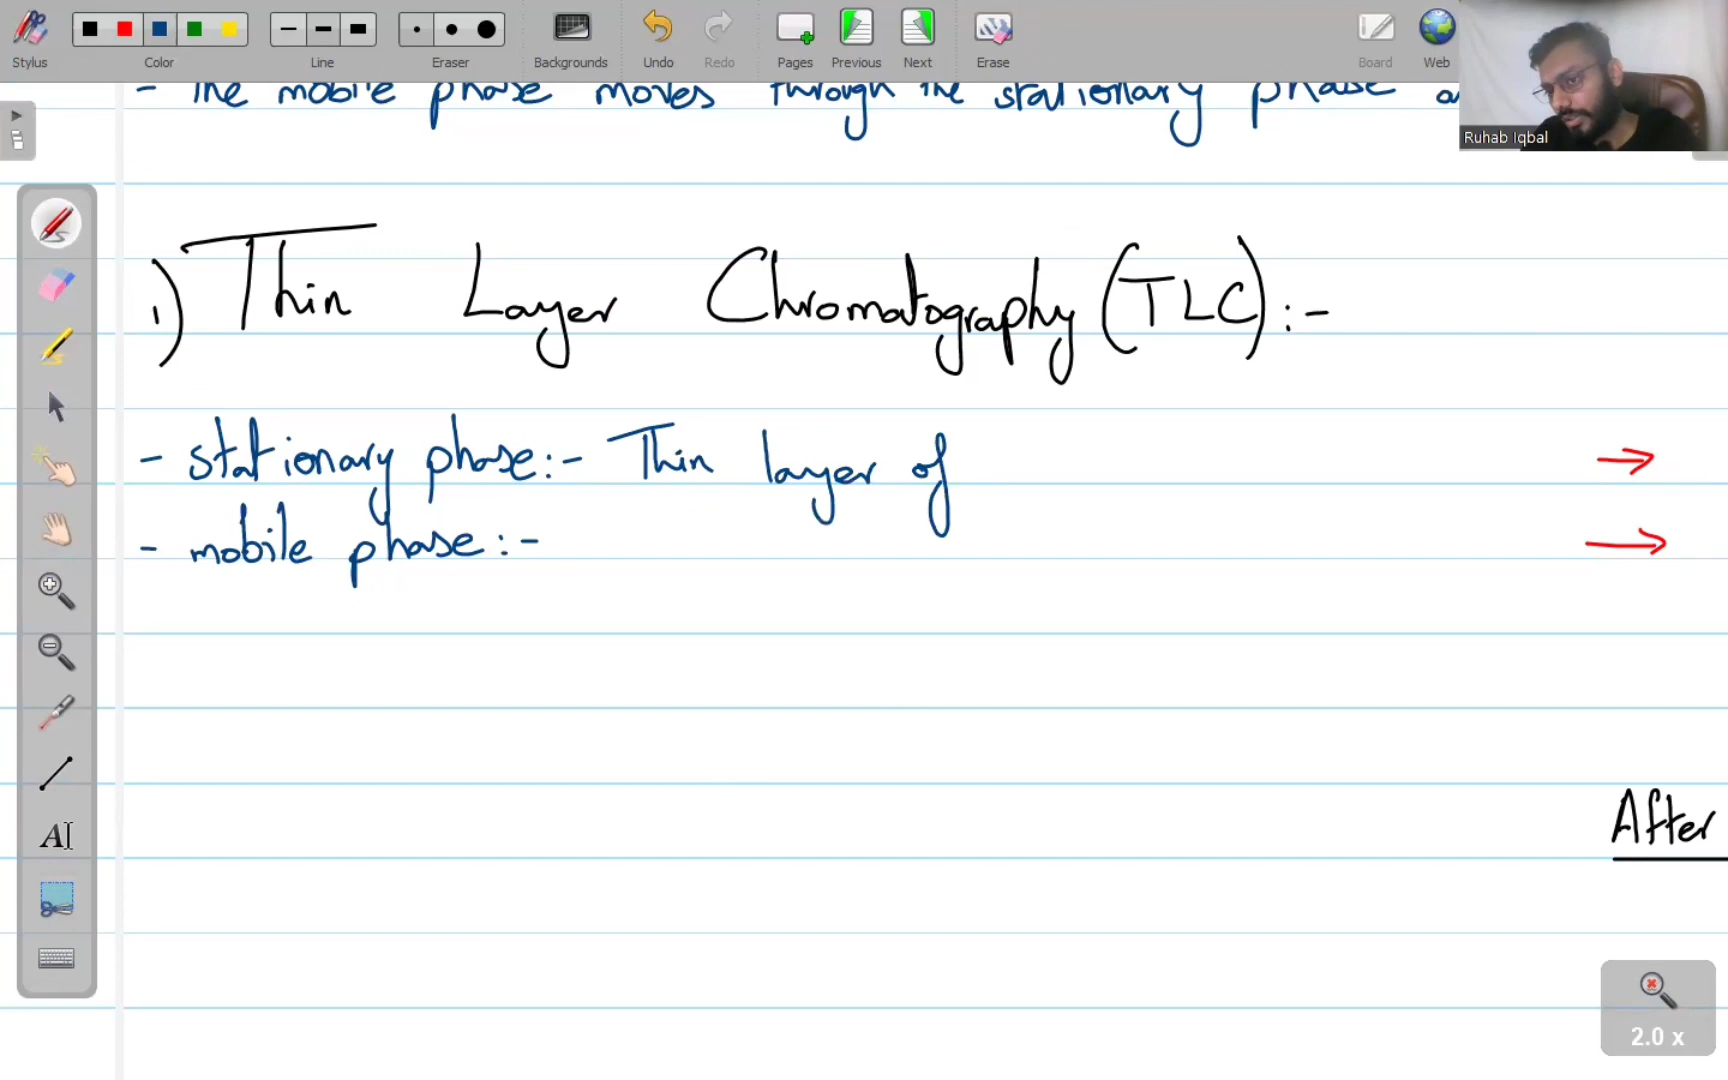 Stylus
Color
Line
Eraser
Backgrounds
Undo
Redo
Pages
Previous
Next
Erase
Board
Web
Ruhab Iqbal
- The mobile phase moves through the stationary phase
1) Thin Layer Chromatography (TLC):-
- stationary phase:- Thin layer of
- mobile phase:-
After
2.0 x